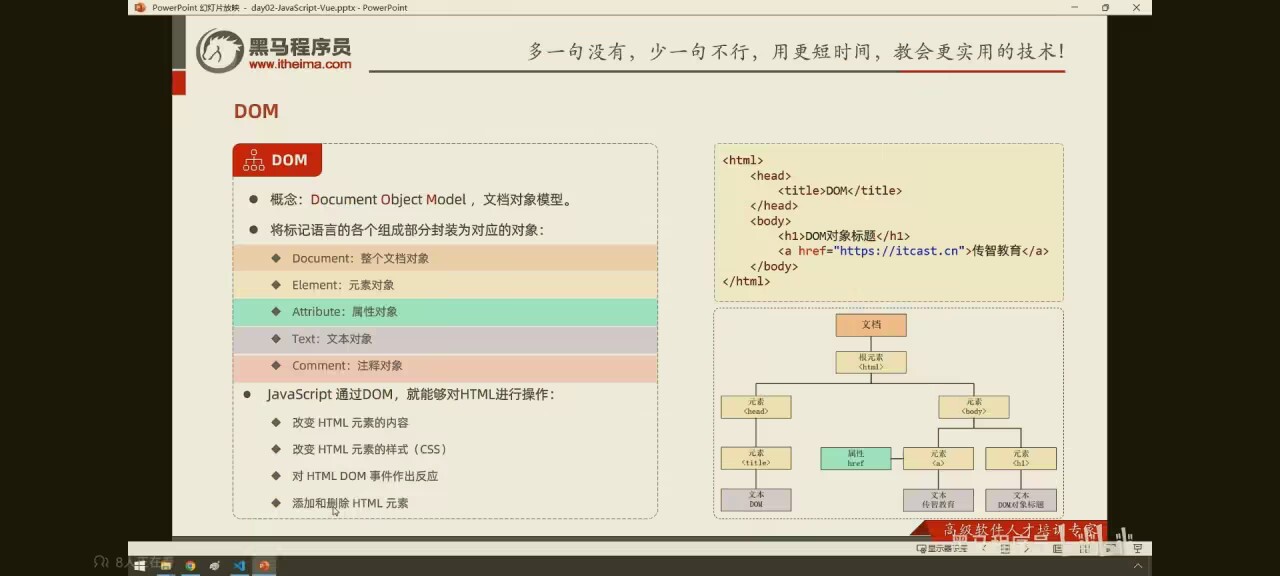 PowerPoint 幻灯片放映 - day02-JavaScript-Vue.pptx - PowerPoint
黑马程序员
www.itheima.com
多一句没有，少一句不行，用更短时间，教会更实用的技术！
DOM
DOM
概念：Document Object Model ，文档对象模型。
将标记语言的各个组成部分封装为对应的对象：
Document：整个文档对象
Element：元素对象
Attribute：属性对象
Text：文本对象
Comment：注释对象
JavaScript 通过DOM，就能够对HTML进行操作：
改变 HTML 元素的内容
改变 HTML 元素的样式（CSS）
对 HTML DOM 事件作出反应
添加和删除 HTML 元素
<html>
<head>
<title>DOM</title>
</head>
<body>
<h1>DOM对象标题</h1>
<a href="https://itcast.cn">传智教育</a>
</body>
</html>
文档
根元素
<html>
元素
<head>
元素
<body>
元素
<title>
属性
href
元素
<a>
元素
<h1>
文本
DOM
文本
传智教育
文本
DOM对象标题
高级软件人才培训专家
黑马程序员